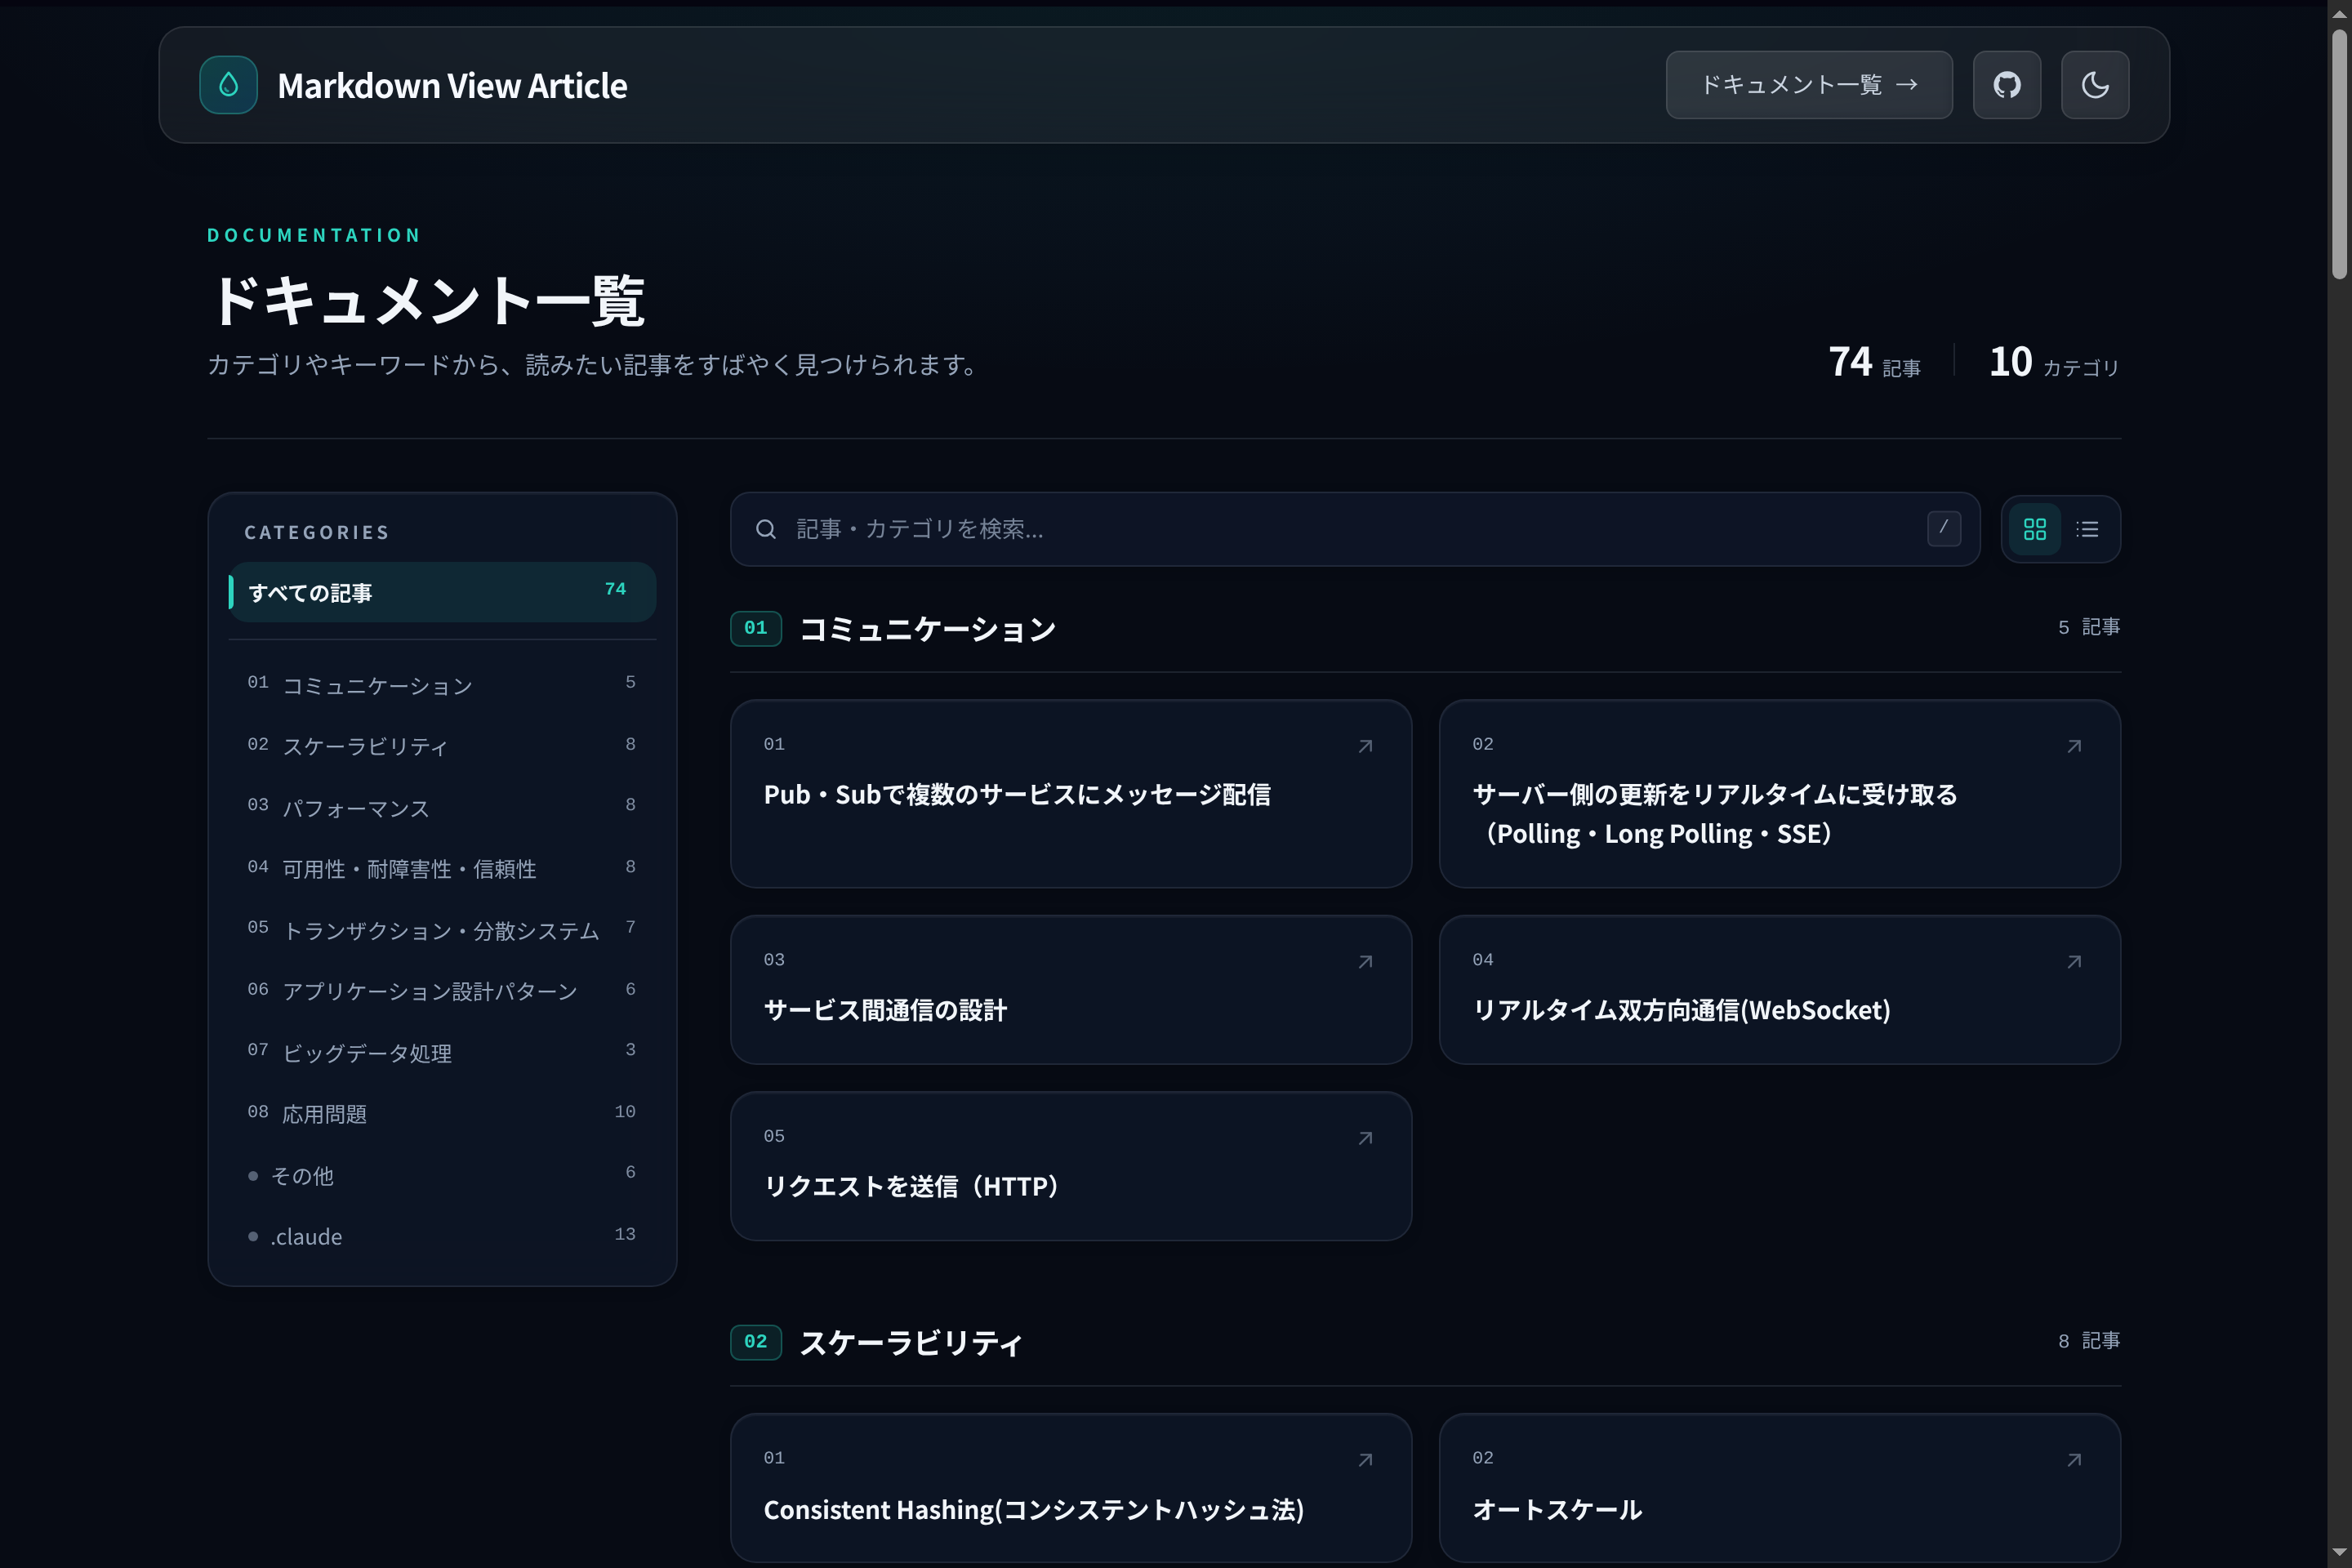 Markdown View Article
ドキュメント一覧 →
DOCUMENTATION
ドキュメント一覧
カテゴリやキーワードから、読みたい記事をすばやく見つけられます。
74 記事
10 カテゴリ
CATEGORIES
すべての記事 74
01 コミュニケーション 5
02 スケーラビリティ 8
03 パフォーマンス 8
04 可用性・耐障害性・信頼性 8
05 トランザクション・分散システム 7
06 アプリケーション設計パターン 6
07 ビッグデータ処理 3
08 応用問題 10
その他 6
.claude 13
記事・カテゴリを検索... /
01 コミュニケーション 5 記事
01
Pub・Subで複数のサービスにメッセージ配信
02
サーバー側の更新をリアルタイムに受け取る
（Polling・Long Polling・SSE）
03
サービス間通信の設計
04
リアルタイム双方向通信(WebSocket)
05
リクエストを送信（HTTP）
02 スケーラビリティ 8 記事
01
Consistent Hashing(コンシステントハッシュ法)
02
オートスケール